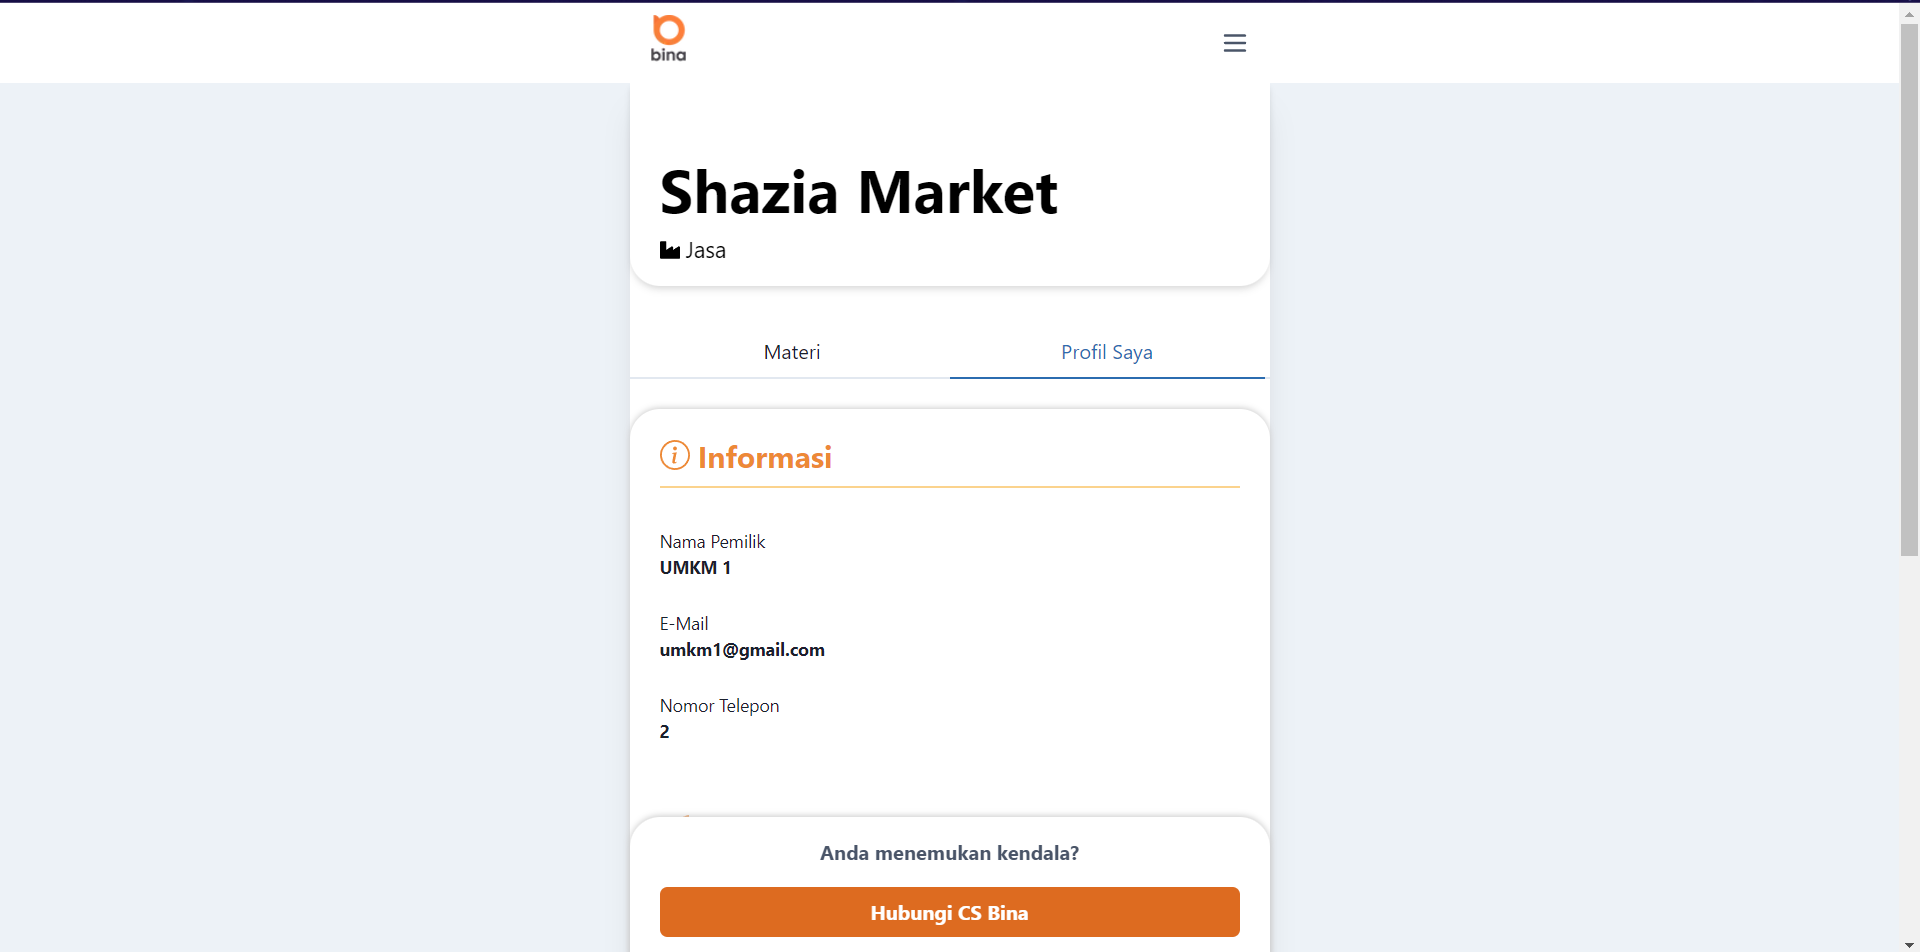 bina
Shazia Market
Jasa
Materi
Profil Saya
Informasi
Nama Pemilik
UMKM 1
E-Mail
umkm1@gmail.com
Nomor Telepon
2
Anda menemukan kendala?
Hubungi CS Bina